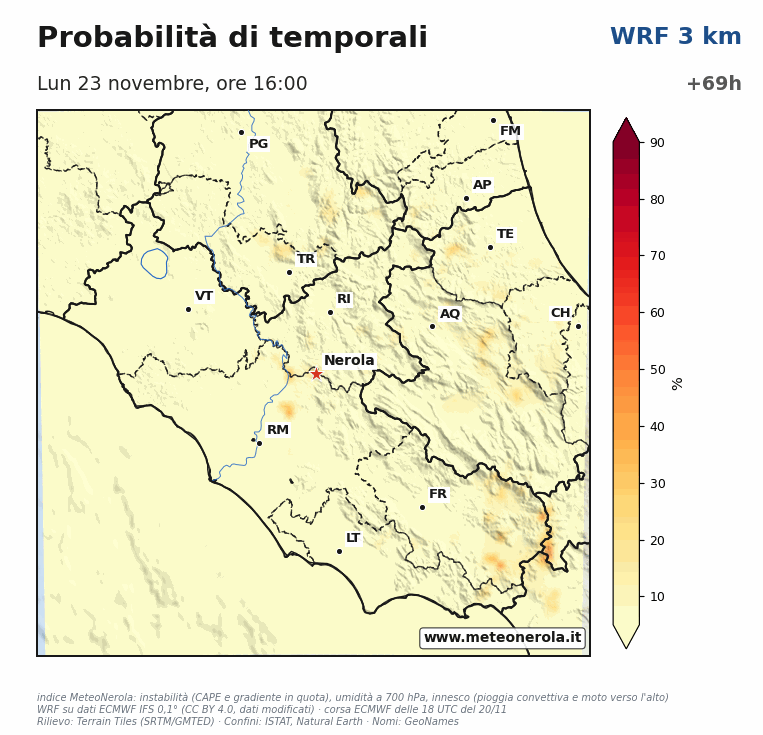 Probabilità di temporali
WRF 3 km
Lun 23 novembre, ore 16:00
+69h
FM
PG
AP
TE
TR
VT
RI
AQ
CH
Nerola
RM
FR
LT
www.meteonerola.it
90
80
70
60
50
40
30
20
10
%
indice MeteoNerola: instabilità (CAPE e gradiente in quota), umidità a 700 hPa, innesco (pioggia convettiva e moto verso l'alto)
WRF su dati ECMWF IFS 0,1° (CC BY 4.0, dati modificati) · corsa ECMWF delle 18 UTC del 20/11
Rilievo: Terrain Tiles (SRTM/GMTED) · Confini: ISTAT, Natural Earth · Nomi: GeoNames